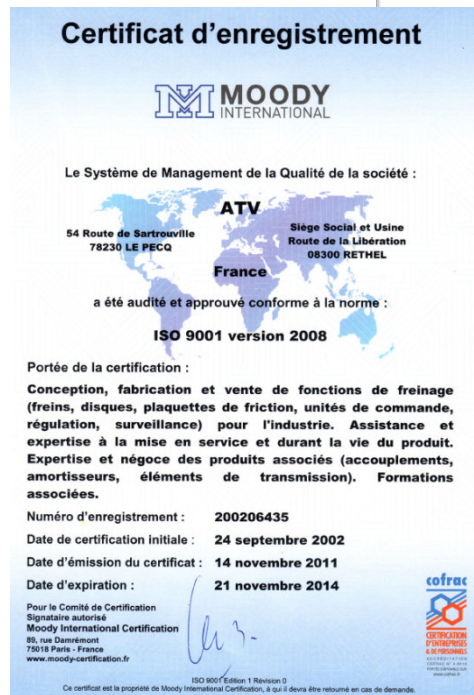 Certificat d'enregistrement
MOODY
INTERNATIONAL
Le Système de Management de la Qualité de la société :
ATV
54 Route de Sartrouville
78230 LE PECQ
Siège Social et Usine
Route de la Libération
08300 RETHEL
France
a été audité et approuvé conforme à la norme :
ISO 9001 version 2008
Portée de la certification :
Conception, fabrication et vente de fonctions de freinage
(freins, disques, plaquettes de friction, unités de commande,
régulation, surveillance) pour l'industrie. Assistance et
expertise à la mise en service et durant la vie du produit.
Expertise et négoce des produits associés (accouplements,
amortisseurs, éléments de transmission). Formations
associées.
Numéro d'enregistrement : 200206435
Date de certification initiale : 24 septembre 2002
Date d'émission du certificat : 14 novembre 2011
Date d'expiration : 21 novembre 2014
Pour le Comité de Certification
Signataire autorisé
Moody International Certification
89, rue Damrémont
75018 Paris - France
www.moody-certification.fr
cofrac
CERTIFICATION
D'ENTREPRISES
& DE PERSONNELS
ISO 9001 Edition 1 Révision 0
Ce certificat est la propriété de Moody International Certification, à qui il devra être retourné en cas de demande.